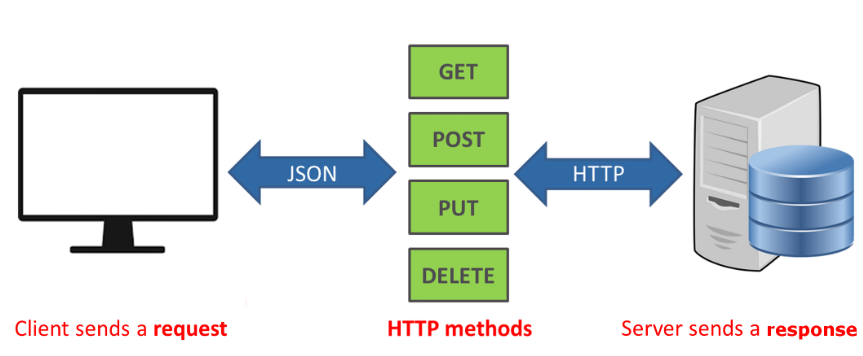 GET
POST
JSON
HTTP
PUT
DELETE
Client sends a request
HTTP methods
Server sends a response